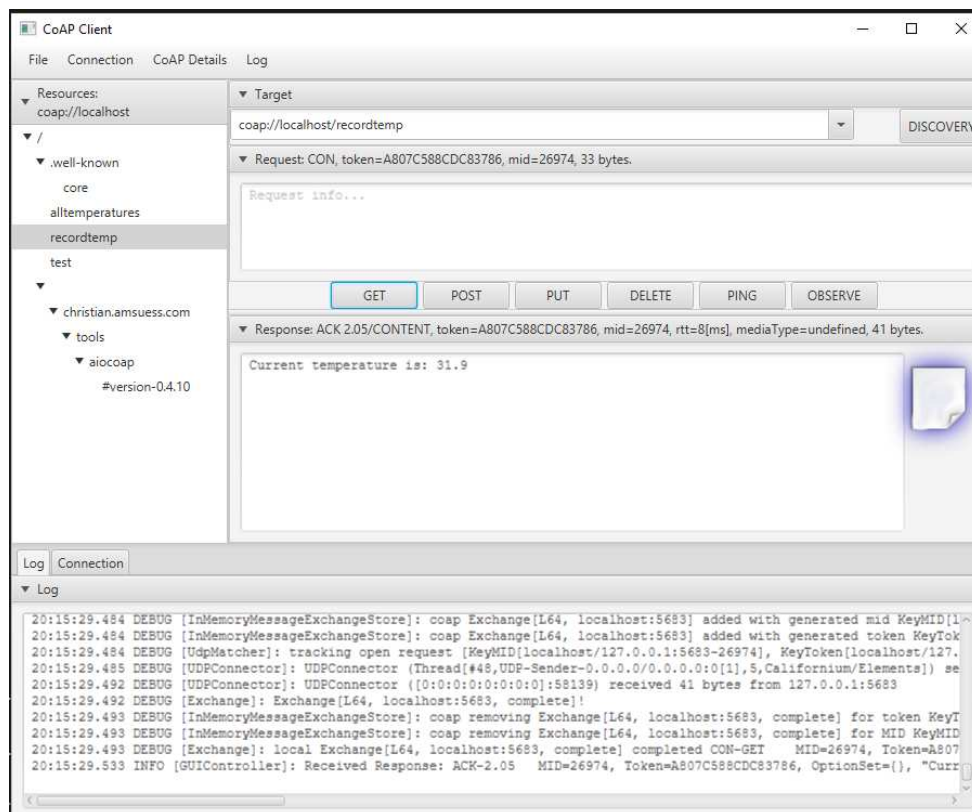 CoAP Client
File Connection CoAP Details Log
Resources:
coap://localhost
/
.well-known
core
alltemperatures
recordtemp
test
christian.amsuess.com
tools
aiocoap
#version-0.4.10
Target
coap://localhost/recordtemp
DISCOVERY
Request: CON, token=A807C588CDC83786, mid=26974, 33 bytes.
Request info...
GET POST PUT DELETE PING OBSERVE
Response: ACK 2.05/CONTENT, token=A807C588CDC83786, mid=26974, rtt=8[ms], mediaType=undefined, 41 bytes.
Current temperature is: 31.9
Log Connection
Log
20:15:29.484 DEBUG [InMemoryMessageExchangeStore]: coap Exchange[L64, localhost:5683] added with generated mid KeyMID[l
20:15:29.484 DEBUG [InMemoryMessageExchangeStore]: coap Exchange[L64, localhost:5683] added with generated token KeyTok
20:15:29.484 DEBUG [UdpMatcher]: tracking open request [KeyMID[localhost/127.0.0.1:5683-26974], KeyToken[localhost/127.
20:15:29.485 DEBUG [UDPConnector]: UDPConnector (Thread[#48,UDP-Sender-0.0.0.0/0.0.0.0:0[1],5,Californium/Elements]) se
20:15:29.492 DEBUG [UDPConnector]: UDPConnector ([0:0:0:0:0:0:0:0]:58139) received 41 bytes from 127.0.0.1:5683
20:15:29.492 DEBUG [Exchange]: Exchange[L64, localhost:5683, complete]!
20:15:29.493 DEBUG [InMemoryMessageExchangeStore]: coap removing Exchange[L64, localhost:5683, complete] for token KeyT
20:15:29.493 DEBUG [InMemoryMessageExchangeStore]: coap removing Exchange[L64, localhost:5683, complete] for MID KeyMID
20:15:29.493 DEBUG [Exchange]: local Exchange[L64, localhost:5683, complete] completed CON-GET MID=26974, Token=A807
20:15:29.533 INFO [GUIController]: Received Response: ACK-2.05 MID=26974, Token=A807C588CDC83786, OptionSet={}, "Curr